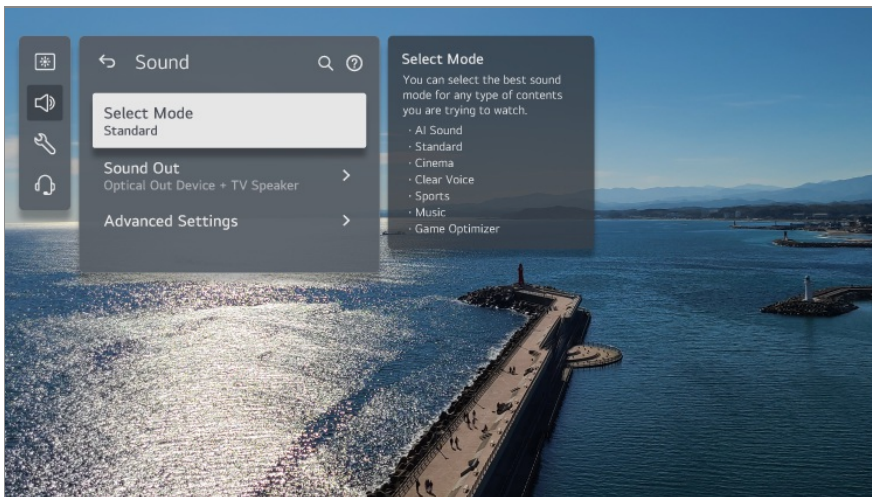 Sound
Select Mode
Standard
Sound Out
Optical Out Device + TV Speaker
Advanced Settings
Select Mode
You can select the best sound
mode for any type of contents
you are trying to watch.
· AI Sound
· Standard
· Cinema
· Clear Voice
· Sports
· Music
· Game Optimizer